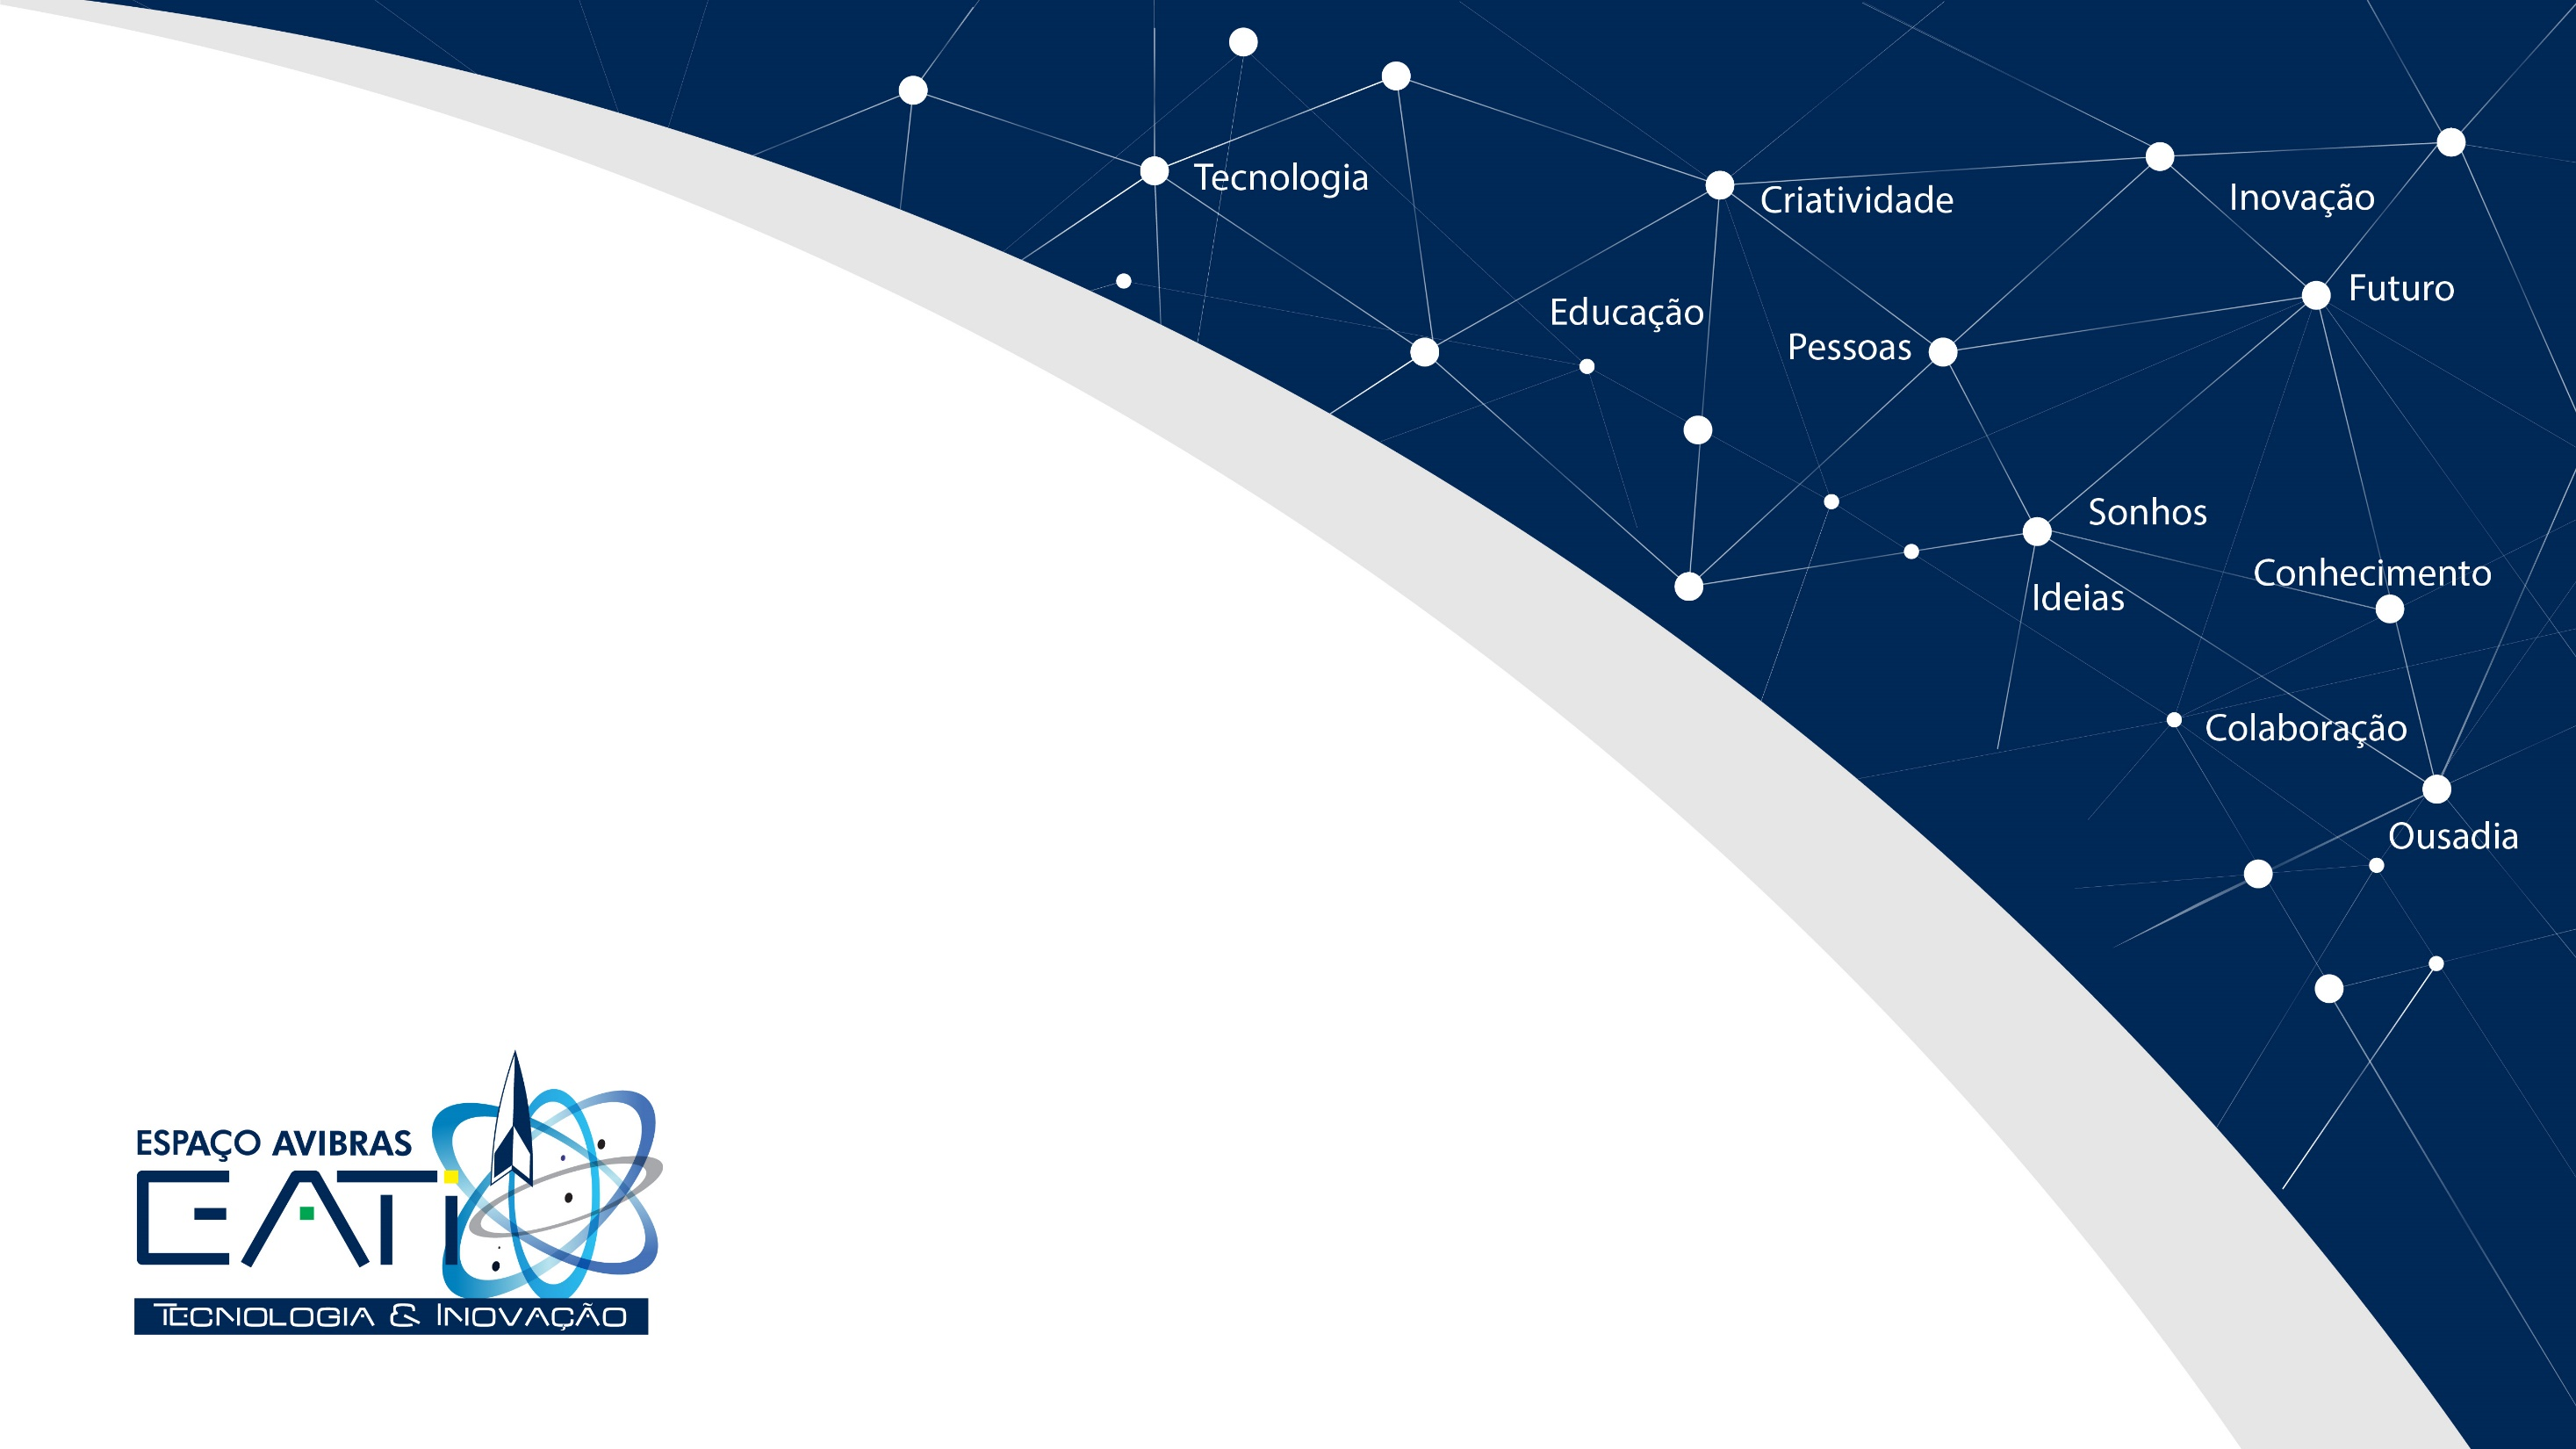 Tecnologia
Criatividade
Inovação
Futuro
Educação
Pessoas
Sonhos
Conhecimento
Ideias
Colaboração
Ousadia
ESPAÇO AVIBRAS
EATi
Tecnologia & Inovação